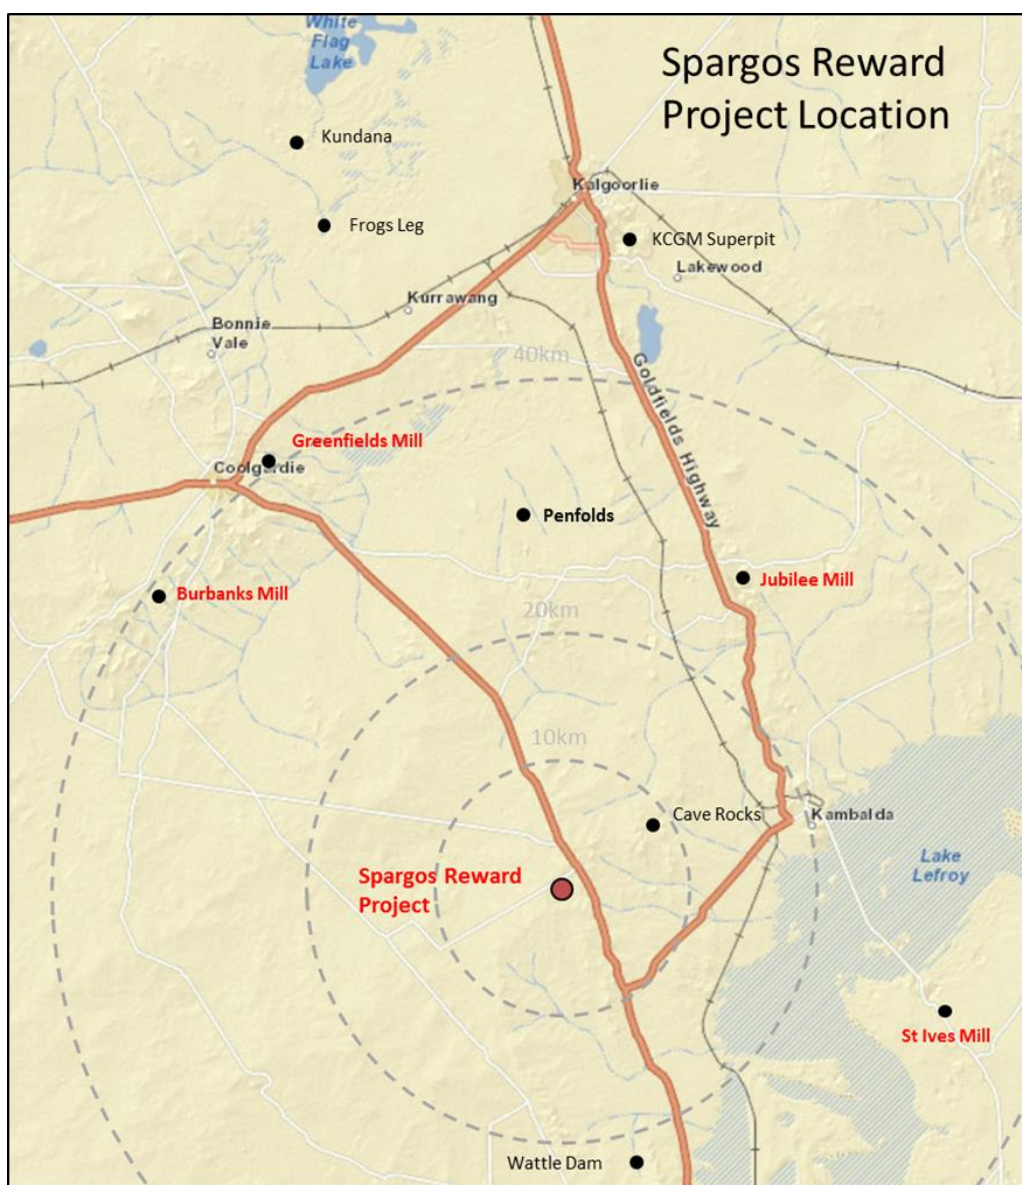 White
Flag
Lake
Spargos Reward
Project Location
Kundana
Kalgoorlie
Frogs Leg
KCGM Superpit
Lakewood
Kurrawang
Bonnie
Vale
40km
Goldfields Highway
Greenfields Mill
Coolgardie
Penfolds
Jubilee Mill
Burbanks Mill
20km
10km
Cave Rocks
Kambalda
Lake
Lefroy
Spargos Reward
Project
St Ives Mill
Wattle Dam